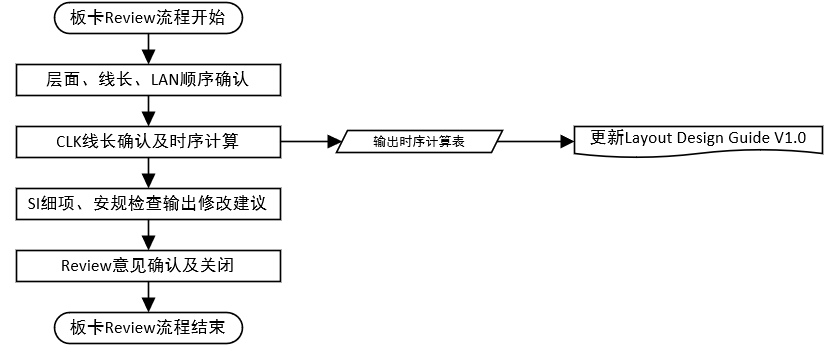 板卡Review流程开始
层面、线长、LAN顺序确认
CLK线长确认及时序计算
输出时序计算表
更新Layout Design Guide V1.0
SI细项、安规检查输出修改建议
Review意见确认及关闭
板卡Review流程结束